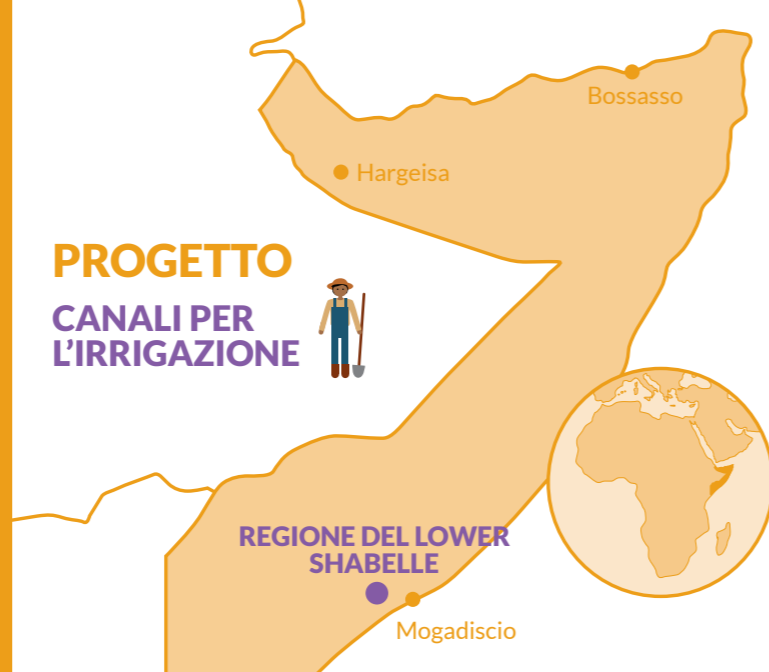 Bossasso
Hargeisa
PROGETTO
CANALI PER
L'IRRIGAZIONE
REGIONE DEL LOWER
SHABELLE
Mogadiscio